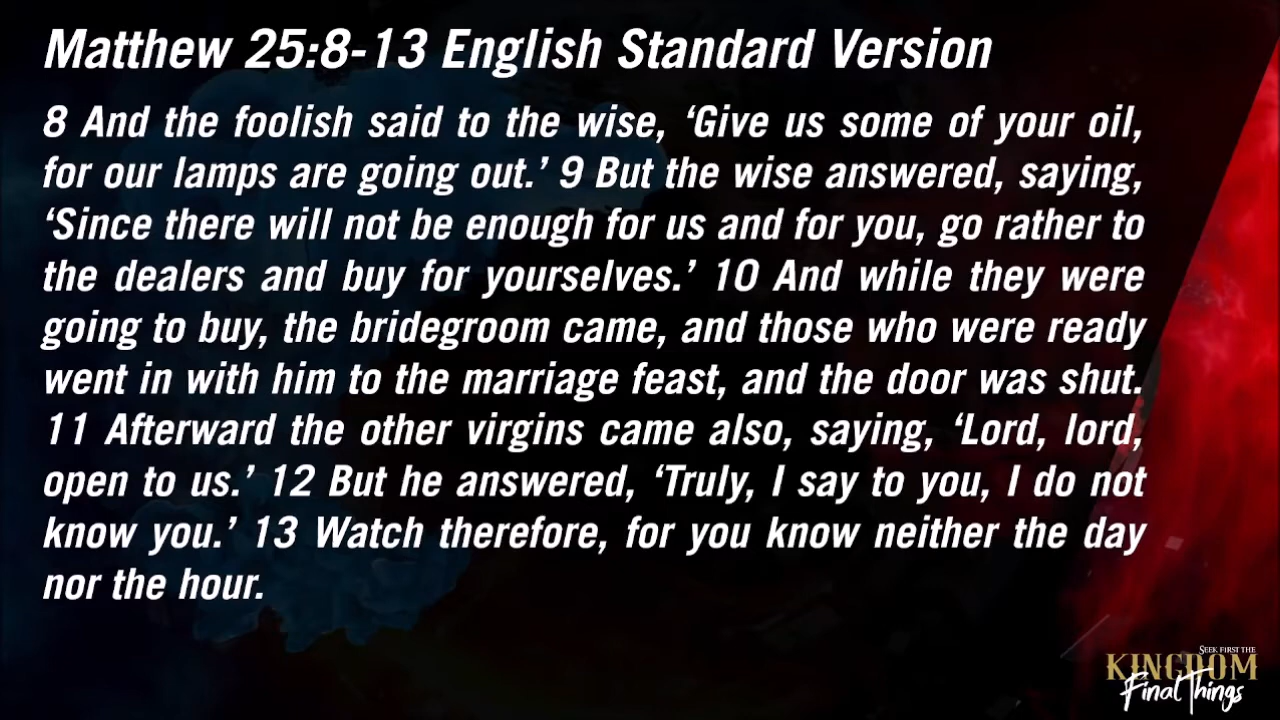 Matthew 25:8-13 English Standard Version
8 And the foolish said to the wise, ‘Give us some of your oil,
for our lamps are going out.’ 9 But the wise answered, saying,
‘Since there will not be enough for us and for you, go rather to
the dealers and buy for yourselves.’ 10 And while they were
going to buy, the bridegroom came, and those who were ready
went in with him to the marriage feast, and the door was shut.
11 Afterward the other virgins came also, saying, ‘Lord, lord,
open to us.’ 12 But he answered, ‘Truly, I say to you, I do not
know you.’ 13 Watch therefore, for you know neither the day
nor the hour.
SEEK FIRST THE
KINGDOM
Final Things